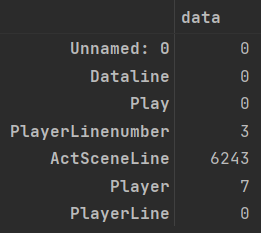 data
Unnamed: 0 0
Dataline 0
Play 0
PlayerLinenumber 3
ActSceneLine 6243
Player 7
PlayerLine 0